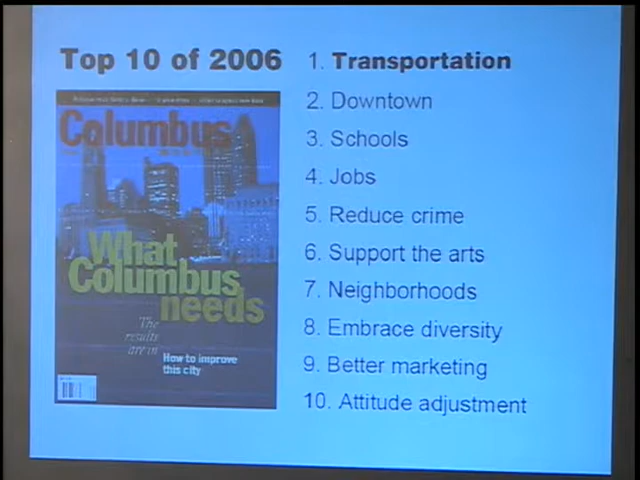 Top 10 of 2006
Columbus
What
Columbus
needs
The
results
are in
How to improve
this city
1. Transportation
2. Downtown
3. Schools
4. Jobs
5. Reduce crime
6. Support the arts
7. Neighborhoods
8. Embrace diversity
9. Better marketing
10. Attitude adjustment